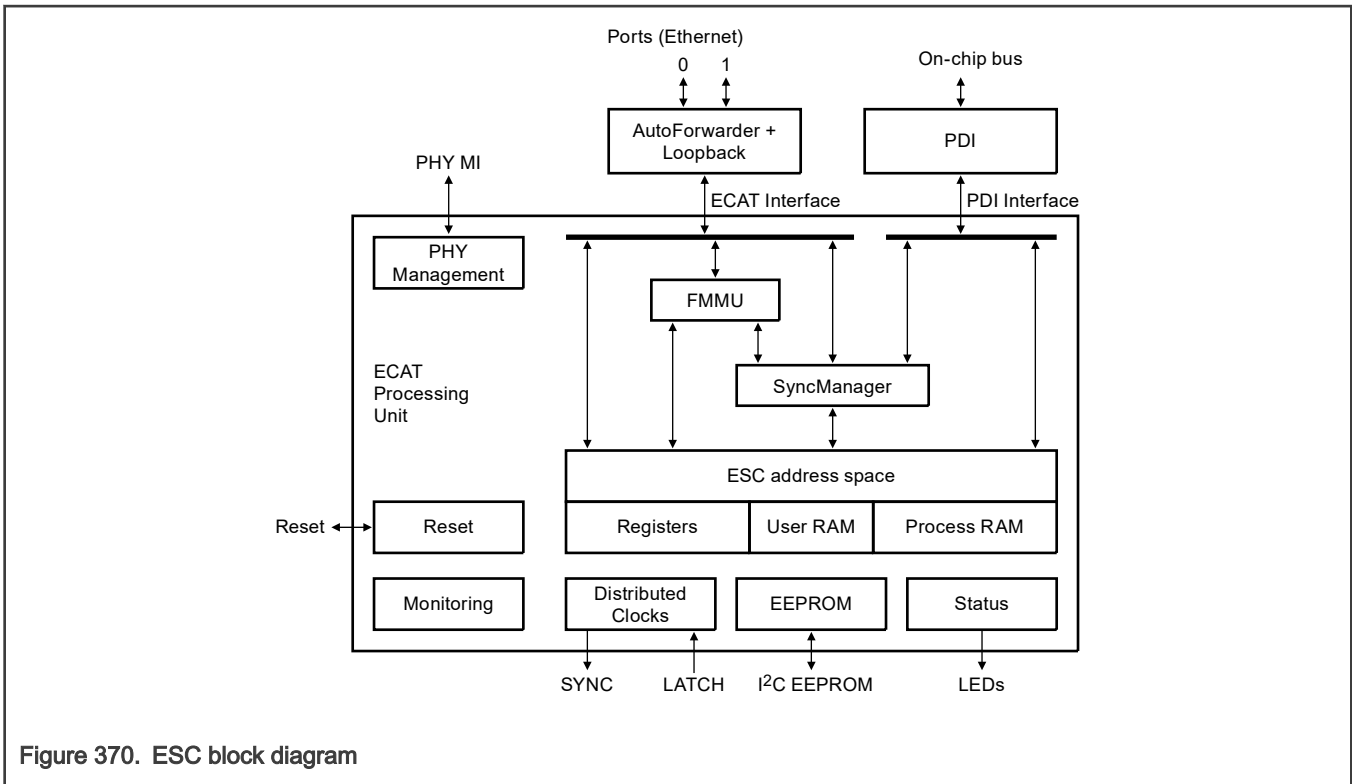 Ports (Ethernet)
0 1
On-chip bus
AutoForwarder +
Loopback
PDI
PHY MI
ECAT Interface
PDI Interface
PHY
Management
FMMU
ECAT
Processing
Unit
SyncManager
ESC address space
Reset
Reset
Registers
User RAM
Process RAM
Monitoring
Distributed
Clocks
EEPROM
Status
SYNC
LATCH
I²C EEPROM
LEDs
Figure 370. ESC block diagram